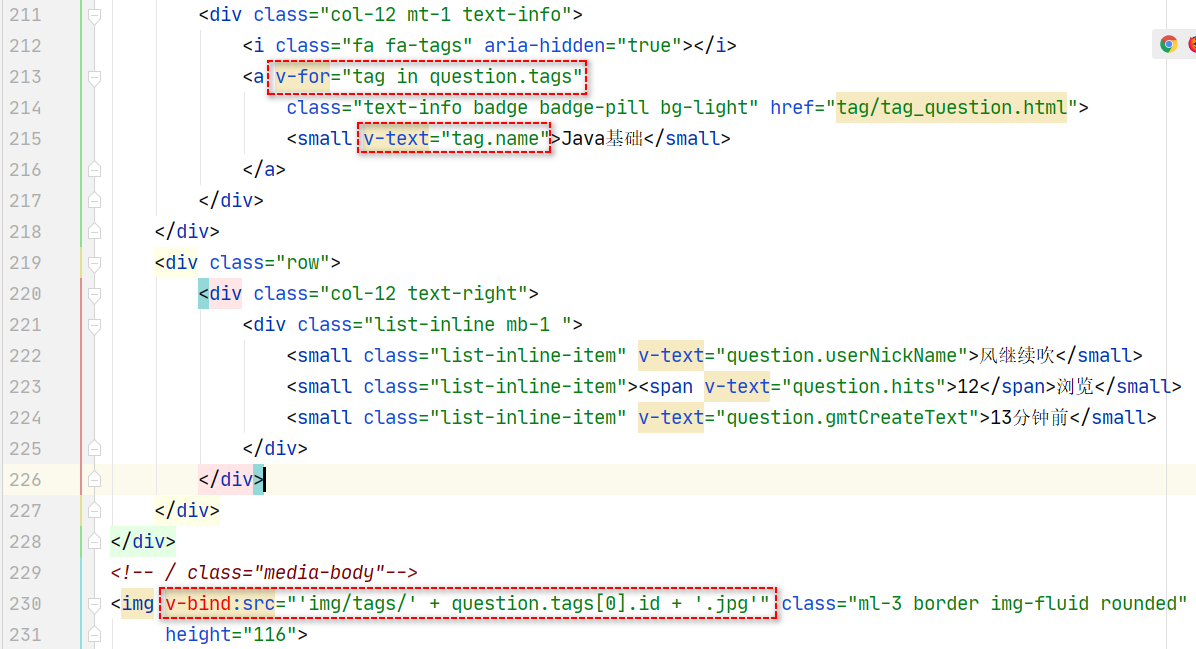 211 <div class="col-12 mt-1 text-info">
212 <i class="fa fa-tags" aria-hidden="true"></i>
213 <a v-for="tag in question.tags"
214 class="text-info badge badge-pill bg-light" href="tag/tag_question.html">
215 <small v-text="tag.name">Java基础</small>
216 </a>
217 </div>
218 </div>
219 <div class="row">
220 <div class="col-12 text-right">
221 <div class="list-inline mb-1 ">
222 <small class="list-inline-item" v-text="question.userNickName">风继续吹</small>
223 <small class="list-inline-item"><span v-text="question.hits">12</span>浏览</small>
224 <small class="list-inline-item" v-text="question.gmtCreateText">13分钟前</small>
225 </div>
226 </div>
227 </div>
228 </div>
229 <!-- / class="media-body"-->
230 <img v-bind:src="'img/tags/' + question.tags[0].id + '.jpg'" class="ml-3 border img-fluid rounded"
231 height="116">